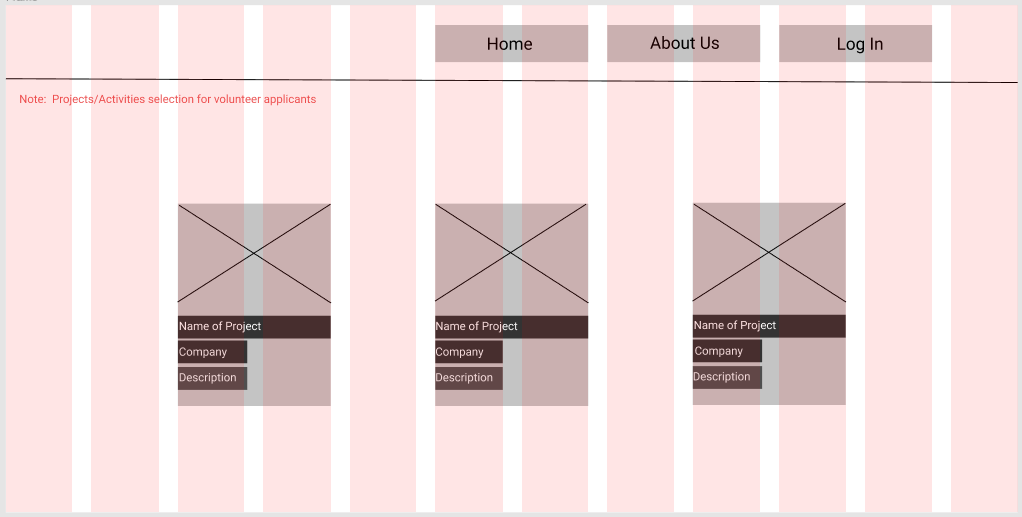 Home
About Us
Log In
Note: Projects/Activities selection for volunteer applicants
Name of Project
Company
Description
Name of Project
Company
Description
Name of Project
Company
Description